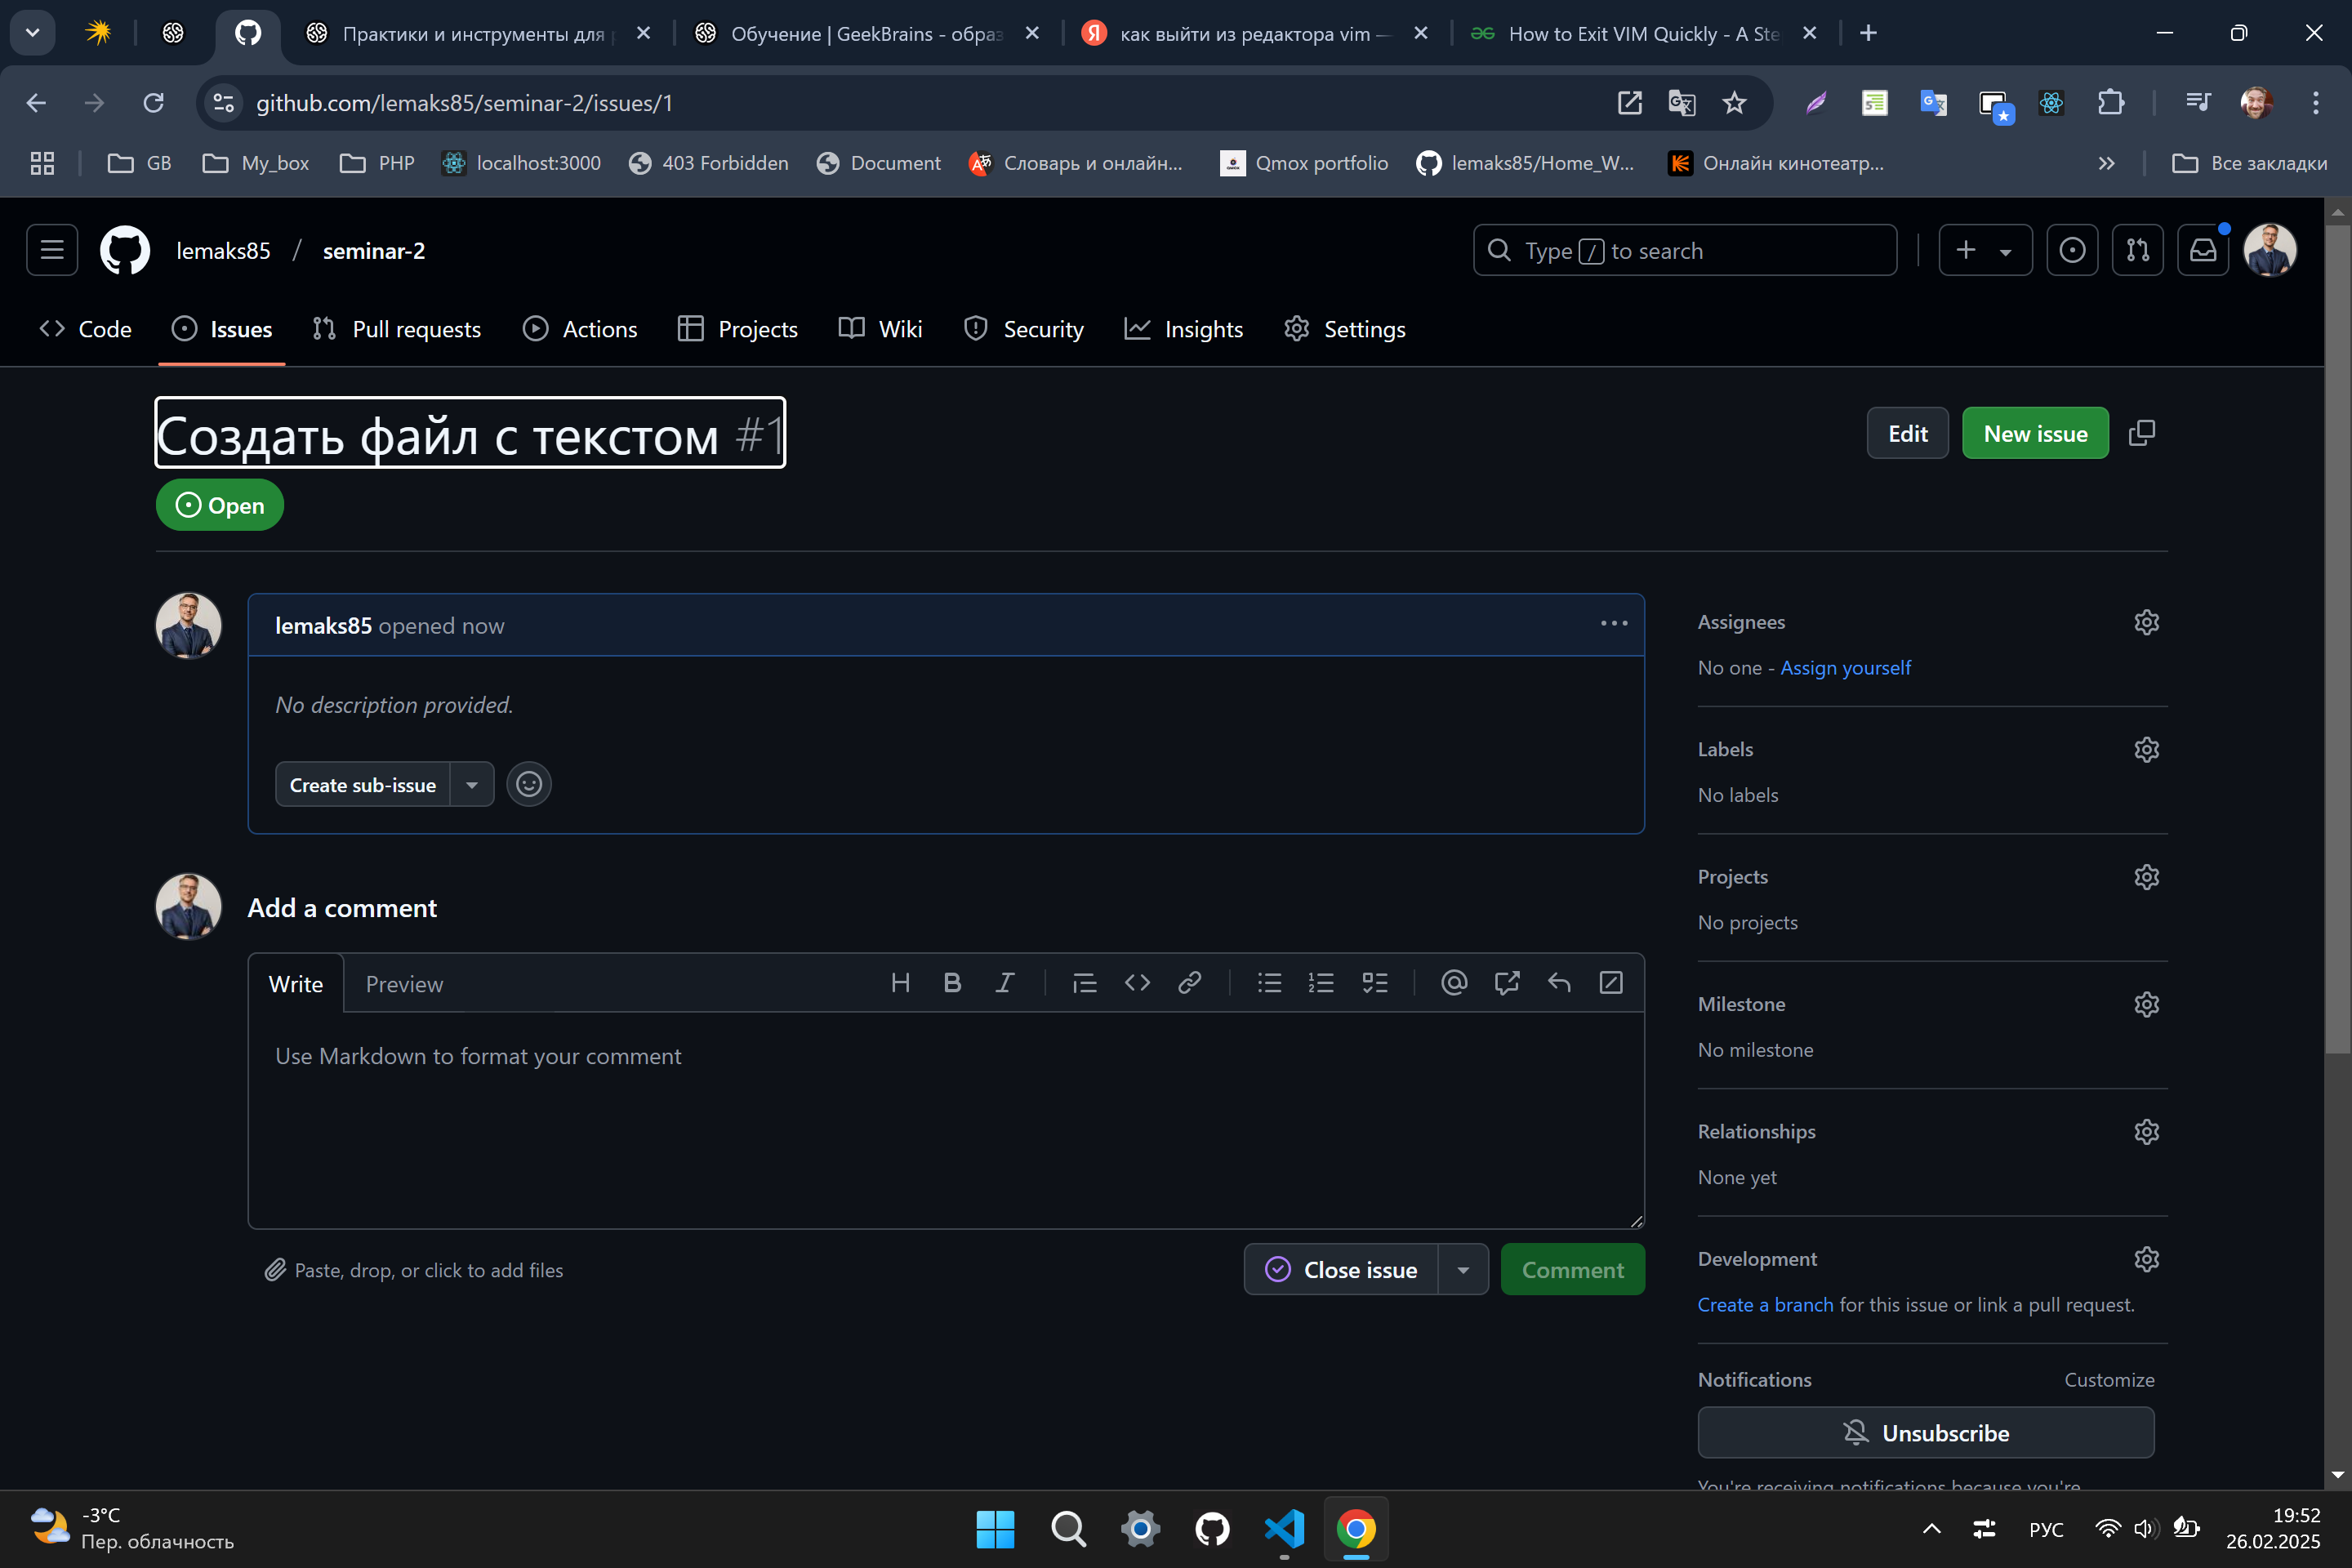 Практики и инструменты для
Обучение | GeekBrains - образ
как выйти из редактора vim —
How to Exit VIM Quickly - A Ste
github.com/lemaks85/seminar-2/issues/1
GB
My_box
PHP
localhost:3000
403 Forbidden
Document
Словарь и онлайн...
Qmox portfolio
lemaks85/Home_W...
Онлайн кинотеатр...
Все закладки
lemaks85 / seminar-2
Type / to search
Code
Issues
Pull requests
Actions
Projects
Wiki
Security
Insights
Settings
Создать файл с текстом #1
Edit
New issue
Open
lemaks85 opened now
No description provided.
Create sub-issue
Add a comment
Write
Preview
Use Markdown to format your comment
Paste, drop, or click to add files
Close issue
Comment
Assignees
No one - Assign yourself
Labels
No labels
Projects
No projects
Milestone
No milestone
Relationships
None yet
Development
Create a branch for this issue or link a pull request.
Notifications
Customize
Unsubscribe
You're receiving notifications because you're
-3°C
Пер. облачность
РУС
19:52
26.02.2025